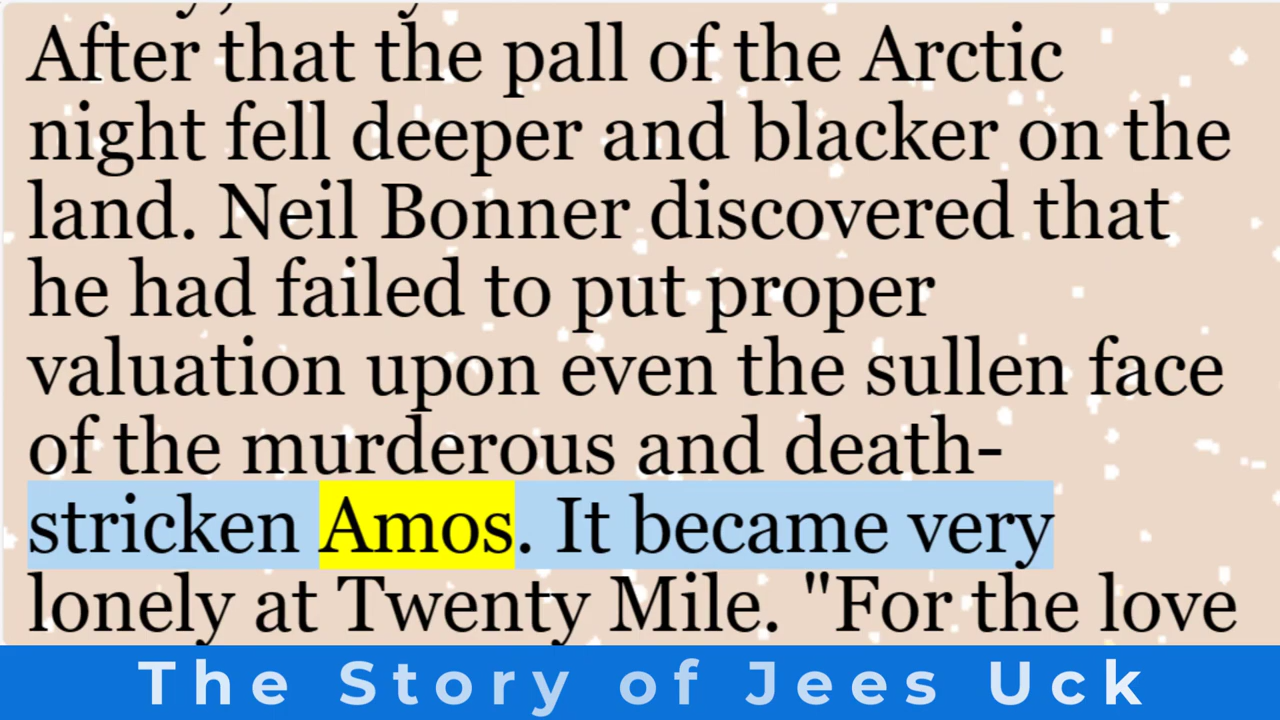 After that the pall of the Arctic
night fell deeper and blacker on the
land. Neil Bonner discovered that
he had failed to put proper
valuation upon even the sullen face
of the murderous and death-
stricken Amos. It became very
lonely at Twenty Mile. "For the love
The Story of Jees Uck